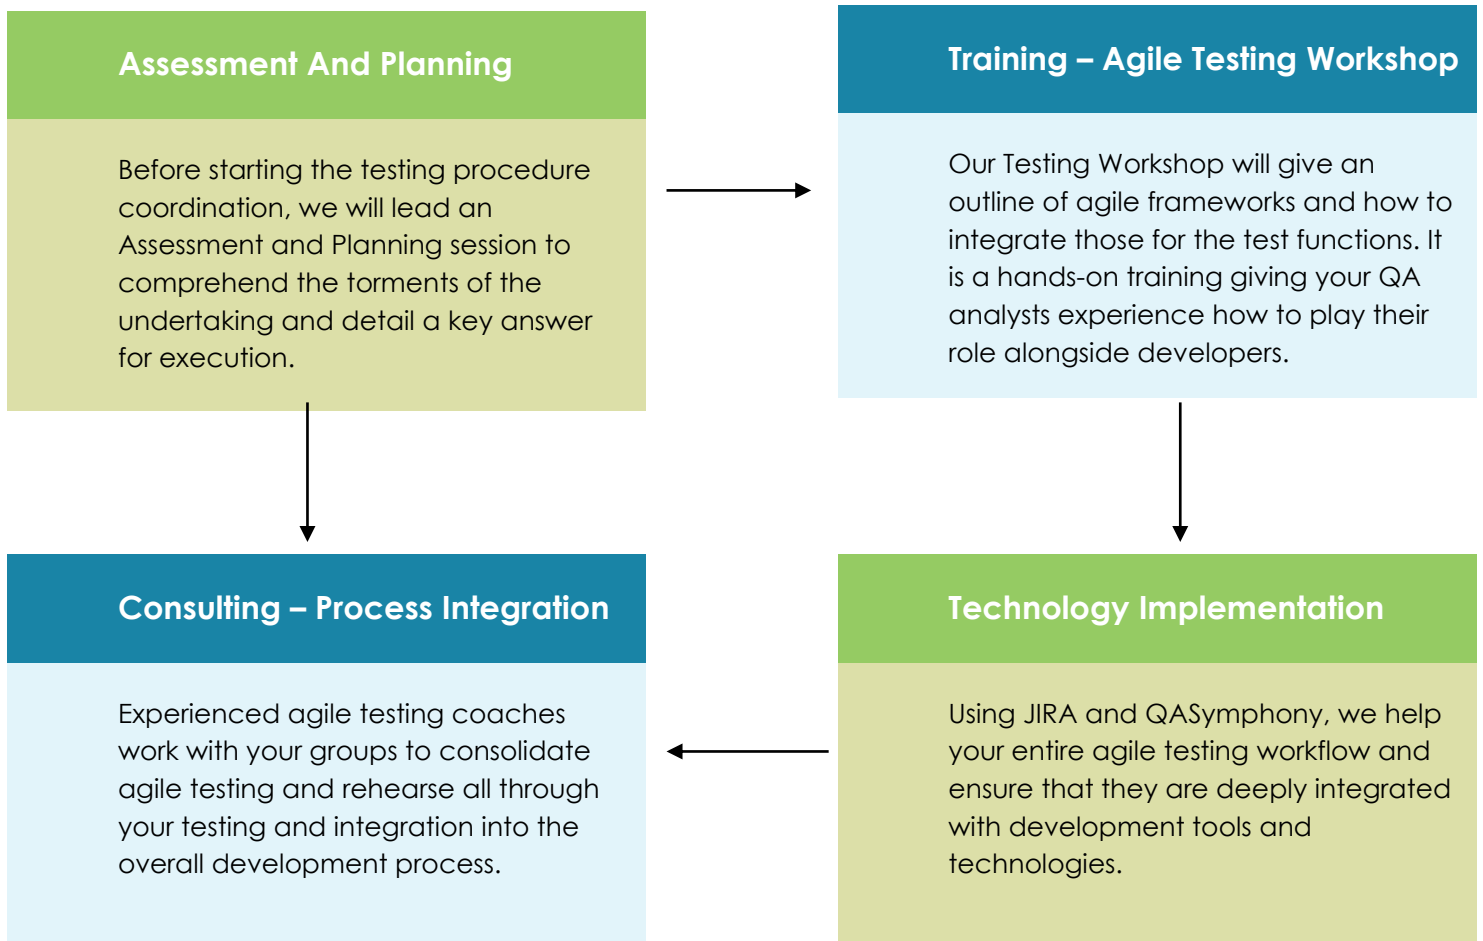 Assessment And Planning
Before starting the testing procedure
coordination, we will lead an
Assessment and Planning session to
comprehend the torments of the
undertaking and detail a key answer
for execution.
Training – Agile Testing Workshop
Our Testing Workshop will give an
outline of agile frameworks and how to
integrate those for the test functions. It
is a hands-on training giving your QA
analysts experience how to play their
role alongside developers.
Consulting – Process Integration
Experienced agile testing coaches
work with your groups to consolidate
agile testing and rehearse all through
your testing and integration into the
overall development process.
Technology Implementation
Using JIRA and QASymphony, we help
your entire agile testing workflow and
ensure that they are deeply integrated
with development tools and
technologies.